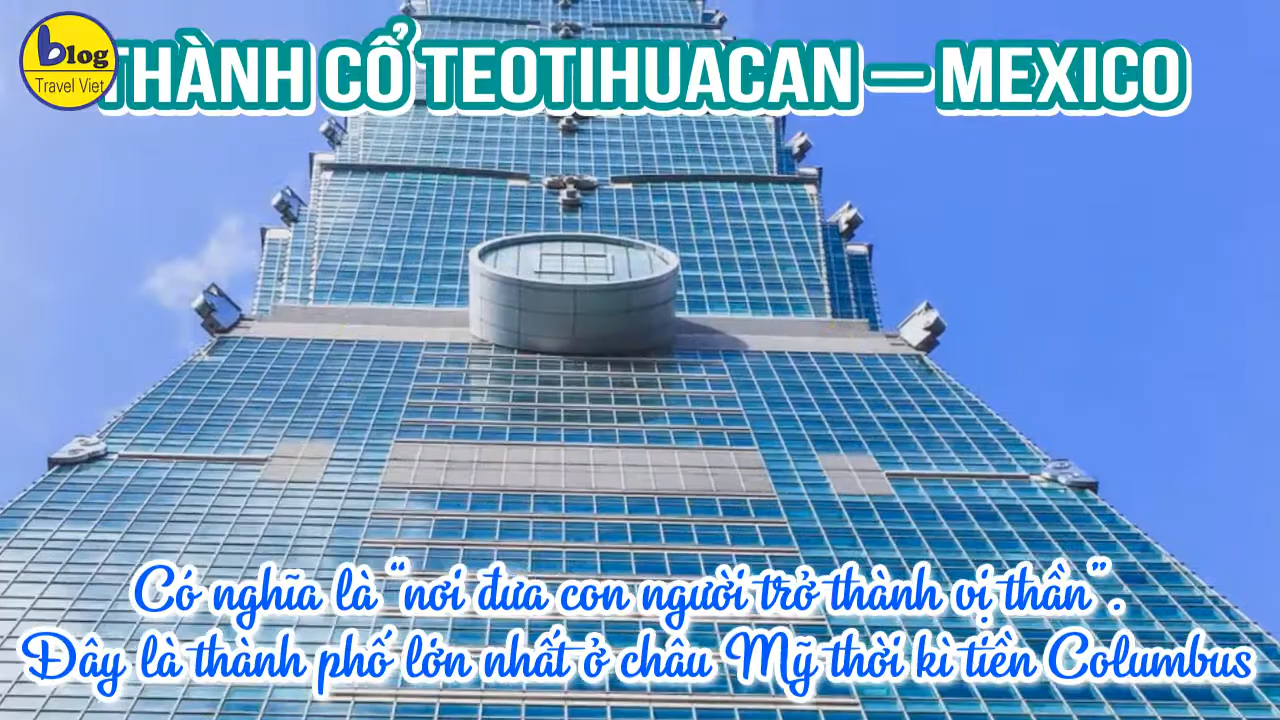 blog
Travel Viet
THÀNH CỔ TEOTIHUACAN – MEXICO
Có nghĩa là “nơi đưa con người trở thành vị thần”.
Đây là thành phố lớn nhất ở châu Mỹ thời kì tiền Columbus